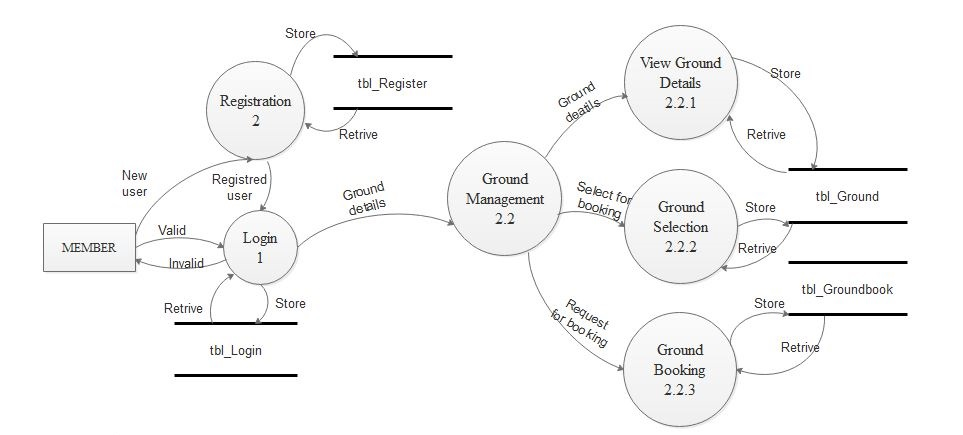 Store
tbl_Register
Retrive
Registration
2
New
user
Registred
user
MEMBER
Valid
Invalid
Login
1
Retrive
Store
tbl_Login
Ground
details
Ground
Management
2.2
Ground
deatils
View Ground
Details
2.2.1
Store
Retrive
tbl_Ground
Select for
booking
Ground
Selection
2.2.2
Store
Retrive
tbl_Groundbook
Request
for booking
Ground
Booking
2.2.3
Store
Retrive